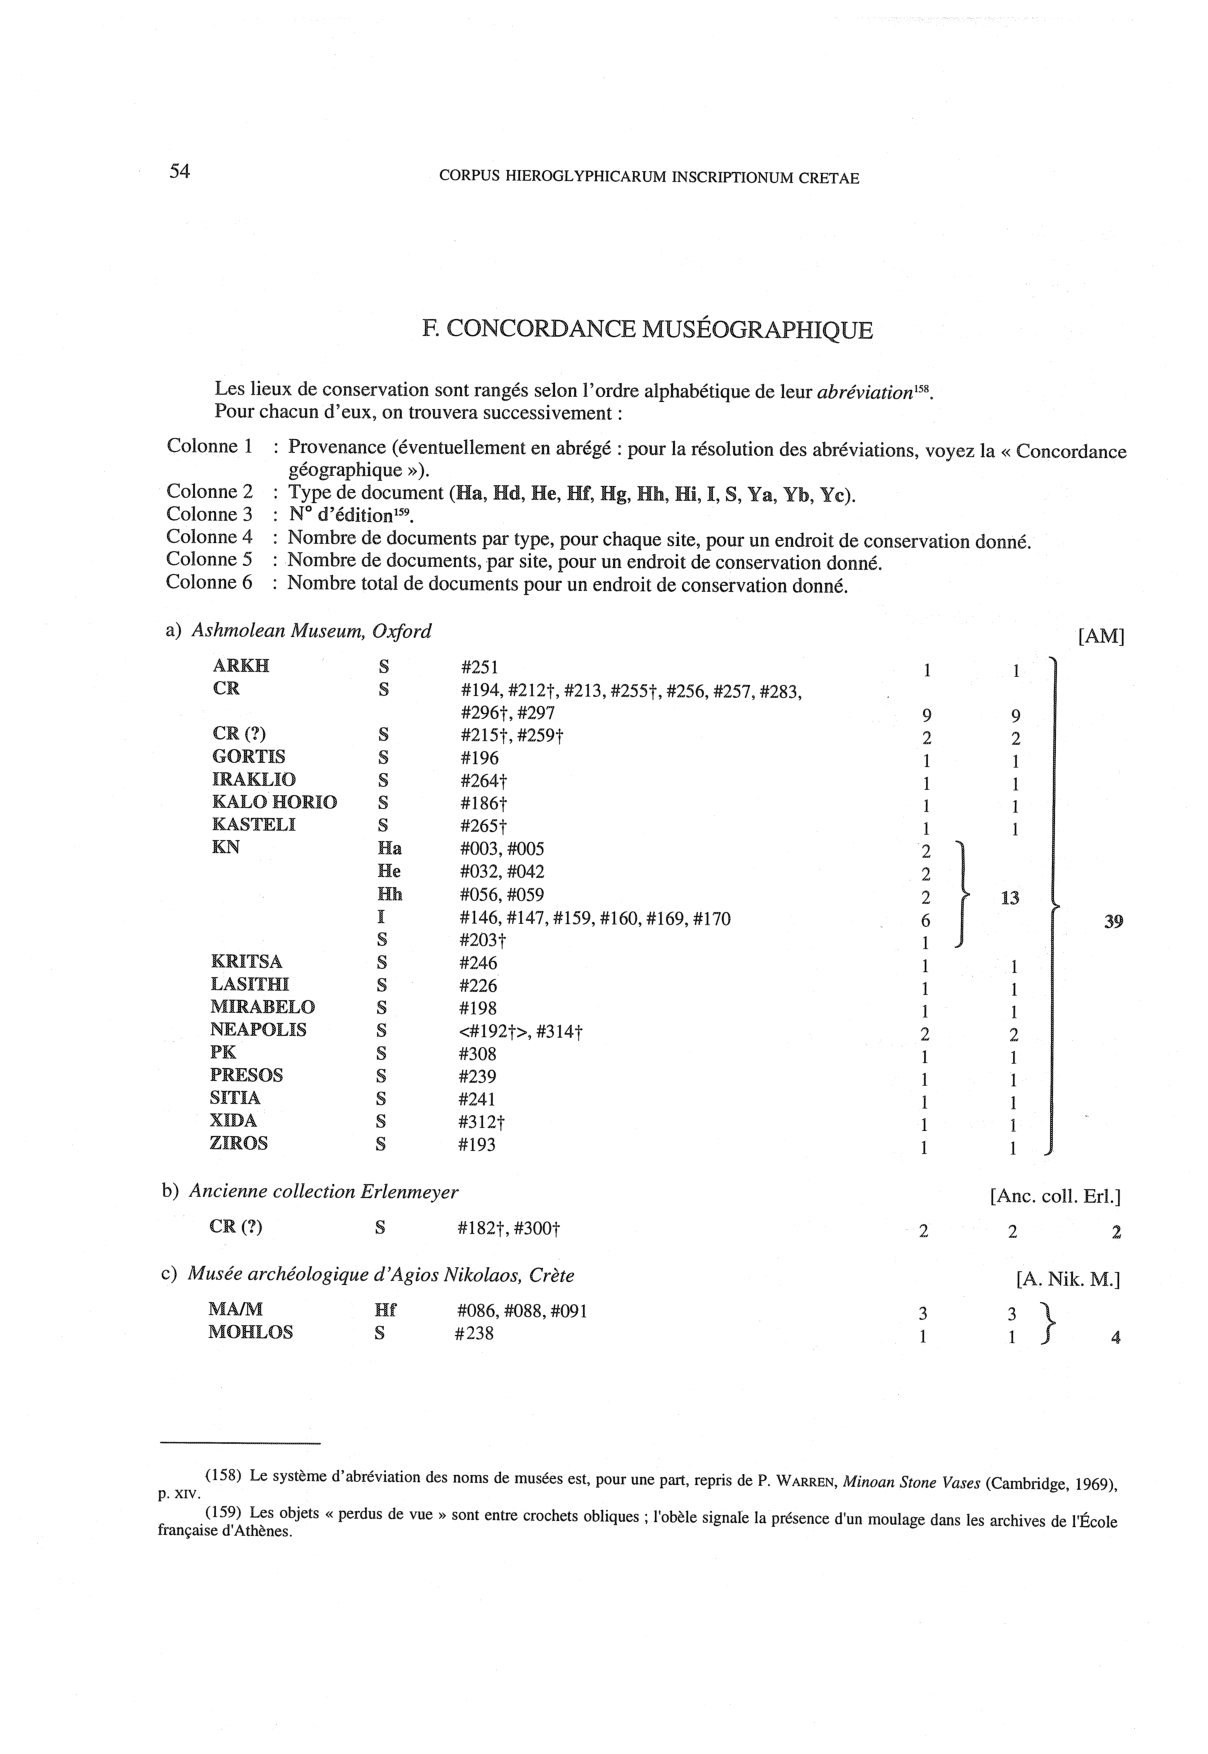 54
CORPUS HIEROGLYPHICARUM INSCRIPTIONUM CRETAE
F. CONCORDANCE MUSÉOGRAPHIQUE
Les lieux de conservation sont rangés selon l'ordre alphabétique de leur abréviation¹⁵⁸.
Pour chacun d'eux, on trouvera successivement :
Colonne 1 : Provenance (éventuellement en abrégé : pour la résolution des abréviations, voyez la « Concordance
géographique »).
Colonne 2 : Type de document (Ha, Hd, He, Hf, Hg, Hh, Hi, I, S, Ya, Yb, Yc).
Colonne 3 : N° d'édition¹⁵⁹.
Colonne 4 : Nombre de documents par type, pour chaque site, pour un endroit de conservation donné.
Colonne 5 : Nombre de documents, par site, pour un endroit de conservation donné.
Colonne 6 : Nombre total de documents pour un endroit de conservation donné.
a) Ashmolean Museum, Oxford [AM]
ARKH S #251 1 1
CR S #194, #212†, #213, #255†, #256, #257, #283,
#296†, #297 9 9
CR (?) S #215†, #259† 2 2
GORTIS S #196 1 1
IRAKLIO S #264† 1 1
KALO HORIO S #186† 1 1
KASTELI S #265† 1 1
KN Ha #003, #005 2
He #032, #042 2
Hh #056, #059 2 13
I #146, #147, #159, #160, #169, #170 6 39
S #203† 1
KRITSA S #246 1 1
LASITHI S #226 1 1
MIRABELO S #198 1 1
NEAPOLIS S <#192†>, #314† 2 2
PK S #308 1 1
PRESOS S #239 1 1
SITIA S #241 1 1
XIDA S #312† 1 1
ZIROS S #193 1 1
b) Ancienne collection Erlenmeyer [Anc. coll. Erl.]
CR (?) S #182†, #300† 2 2 2
c) Musée archéologique d'Agios Nikolaos, Crète [A. Nik. M.]
MA/M Hf #086, #088, #091 3 3
MOHLOS S #238 1 1 4
(158) Le système d'abréviation des noms de musées est, pour une part, repris de P. WARREN, Minoan Stone Vases (Cambridge, 1969),
p. XIV.
(159) Les objets « perdus de vue » sont entre crochets obliques ; l'obèle signale la présence d'un moulage dans les archives de l'École
française d'Athènes.